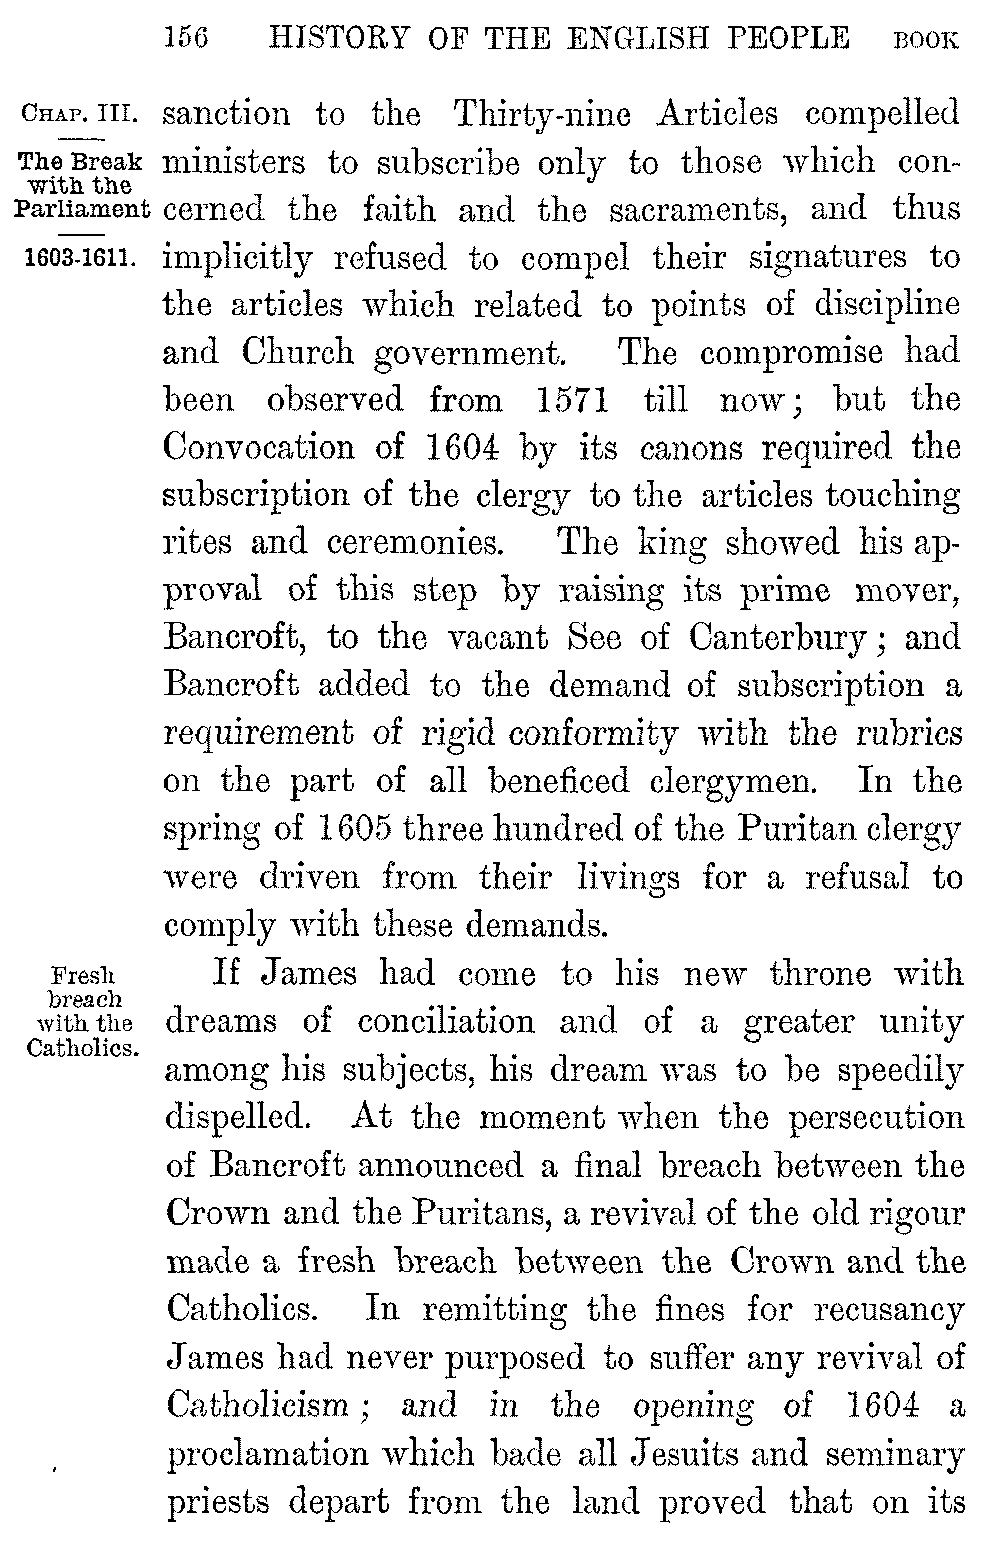 156 HISTORY OF THE ENGLISH PEOPLE BOOK
CHAP. III.
The Break
with the
Parliament
1603-1611.
sanction to the Thirty-nine Articles compelled
ministers to subscribe only to those which con-
cerned the faith and the sacraments, and thus
implicitly refused to compel their signatures to
the articles which related to points of discipline
and Church government. The compromise had
been observed from 1571 till now; but the
Convocation of 1604 by its canons required the
subscription of the clergy to the articles touching
rites and ceremonies. The king showed his ap-
proval of this step by raising its prime mover,
Bancroft, to the vacant See of Canterbury; and
Bancroft added to the demand of subscription a
requirement of rigid conformity with the rubrics
on the part of all beneficed clergymen. In the
spring of 1605 three hundred of the Puritan clergy
were driven from their livings for a refusal to
comply with these demands.
Fresh
breach
with the
Catholics.
If James had come to his new throne with
dreams of conciliation and of a greater unity
among his subjects, his dream was to be speedily
dispelled. At the moment when the persecution
of Bancroft announced a final breach between the
Crown and the Puritans, a revival of the old rigour
made a fresh breach between the Crown and the
Catholics. In remitting the fines for recusancy
James had never purposed to suffer any revival of
Catholicism; and in the opening of 1604 a
proclamation which bade all Jesuits and seminary
priests depart from the land proved that on its